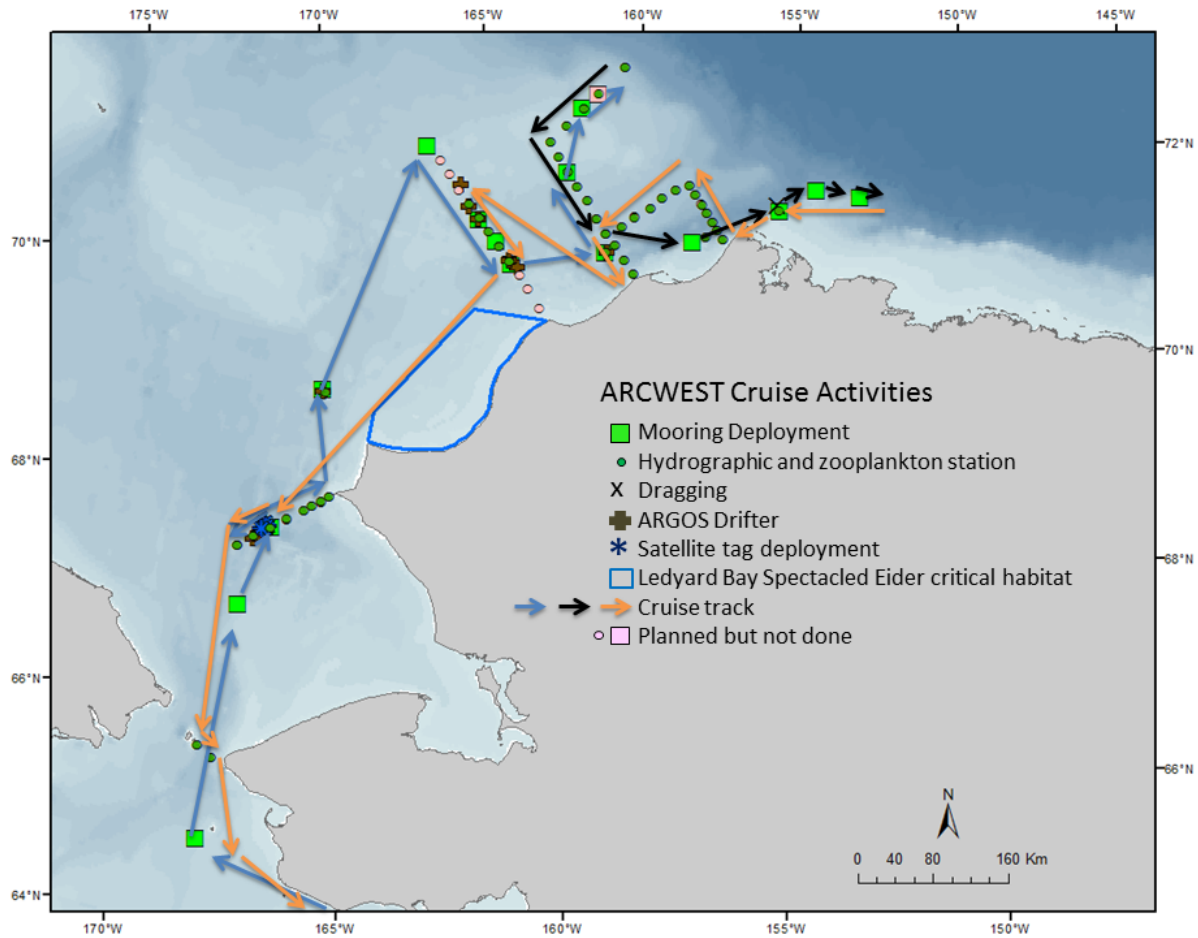 175°W 170°W 165°W 160°W 155°W 150°W 145°W
72°N
70°N
70°N
ARCWEST Cruise Activities
Mooring Deployment
Hydrographic and zooplankton station
X Dragging
ARGOS Drifter
* Satellite tag deployment
Ledyard Bay Spectacled Eider critical habitat
Cruise track
Planned but not done
68°N
68°N
66°N
66°N
N
0 40 80 160 Km
64°N
170°W 165°W 160°W 155°W 150°W